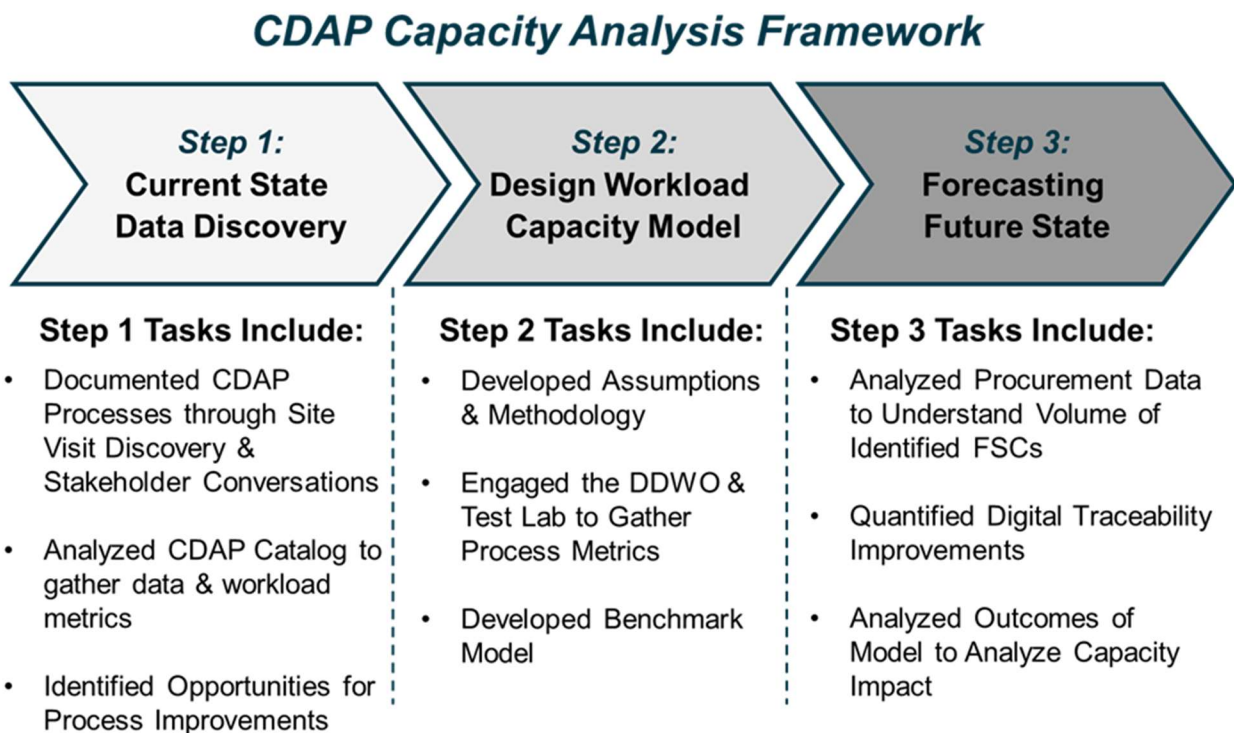 CDAP Capacity Analysis Framework
Step 1:
Current State
Data Discovery
Step 2:
Design Workload
Capacity Model
Step 3:
Forecasting
Future State
Step 1 Tasks Include:
• Documented CDAP
Processes through Site
Visit Discovery &
Stakeholder Conversations
• Analyzed CDAP Catalog to
gather data & workload
metrics
• Identified Opportunities for
Process Improvements
Step 2 Tasks Include:
• Developed Assumptions
& Methodology
• Engaged the DDWO &
Test Lab to Gather
Process Metrics
• Developed Benchmark
Model
Step 3 Tasks Include:
• Analyzed Procurement Data
to Understand Volume of
Identified FSCs
• Quantified Digital Traceability
Improvements
• Analyzed Outcomes of
Model to Analyze Capacity
Impact